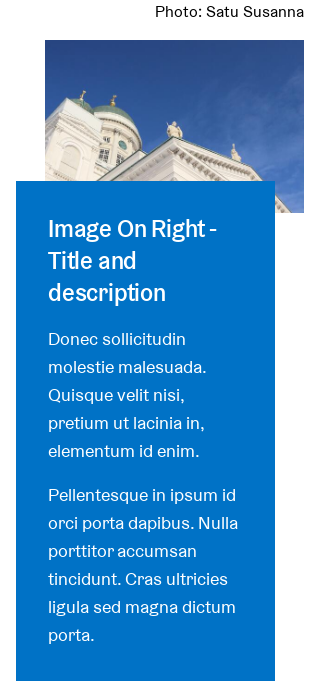 Photo: Satu Susanna
Image On Right -
Title and
description
Donec sollicitudin
molestie malesuada.
Quisque velit nisi,
pretium ut lacinia in,
elementum id enim.
Pellentesque in ipsum id
orci porta dapibus. Nulla
porttitor accumsan
tincidunt. Cras ultricies
ligula sed magna dictum
porta.